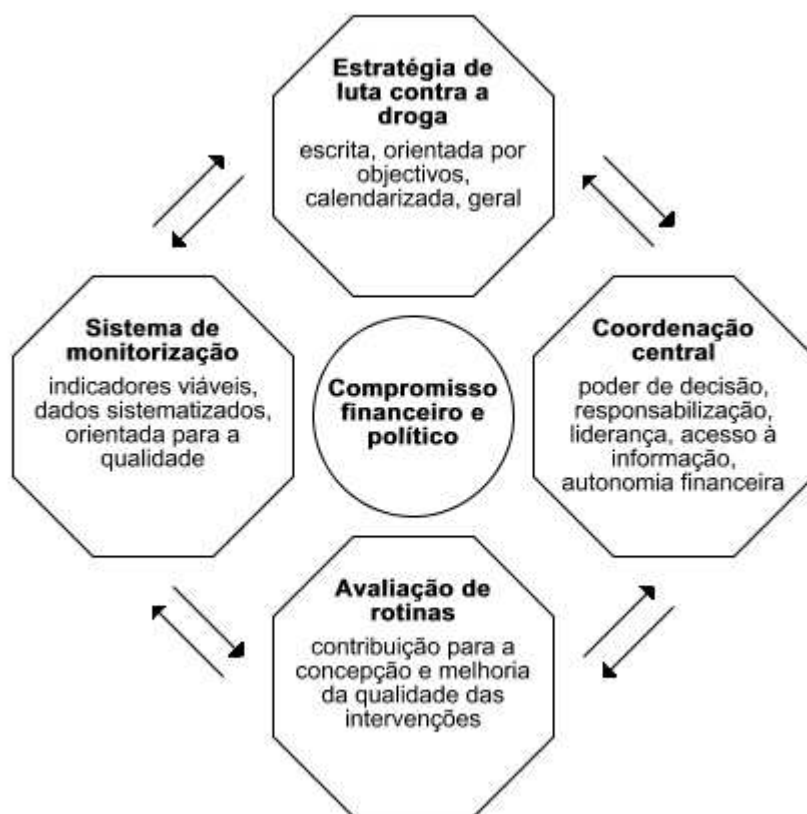 Estratégia de
luta contra a
droga
escrita, orientada por
objectivos,
calendarizada, geral
Sistema de
monitorização
indicadores viáveis,
dados sistematizados,
orientada para a
qualidade
Compromisso
financeiro e
político
Coordenação
central
poder de decisão,
responsabilização,
liderança, acesso à
informação,
autonomia financeira
Avaliação de
rotinas
contribuição para a
concepção e melhoria
da qualidade das
intervenções